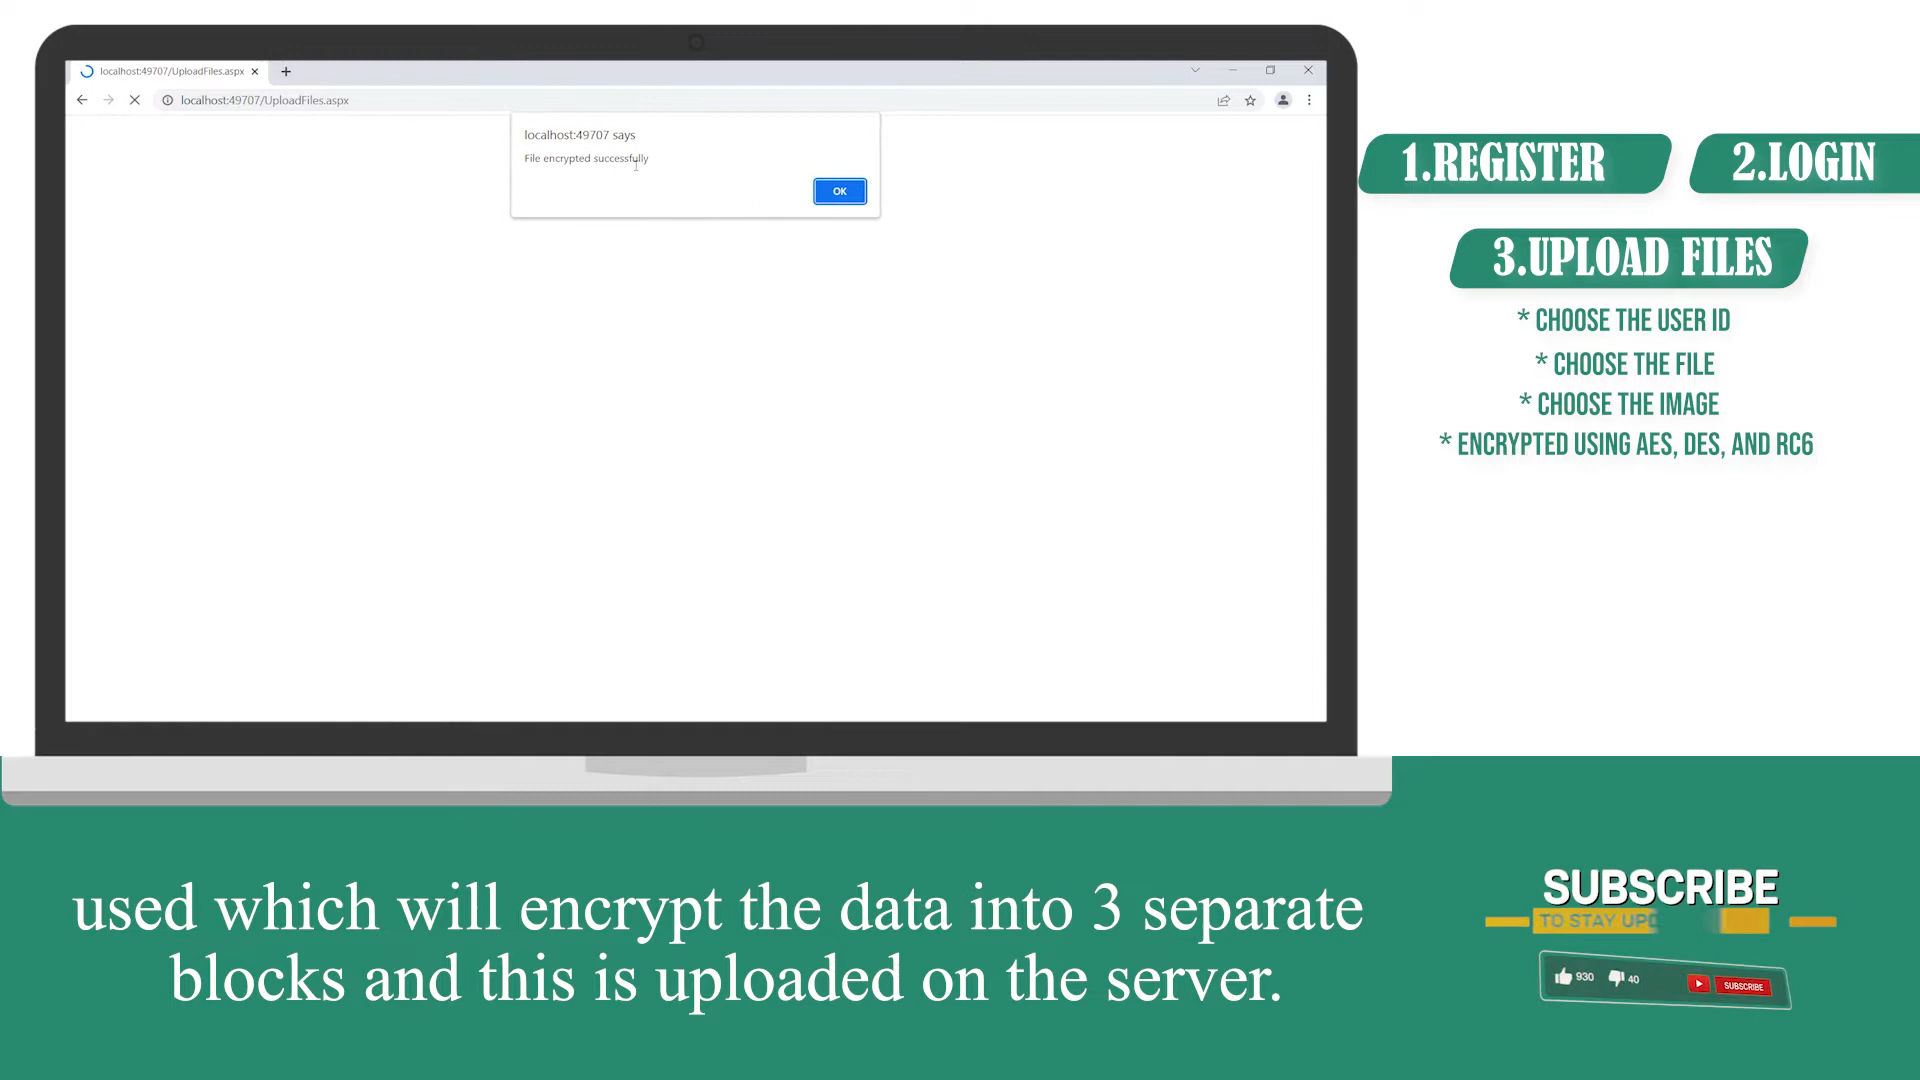 localhost:49707/UploadFiles.aspx
localhost:49707/UploadFiles.aspx
localhost:49707 says
File encrypted successfully
OK
1.REGISTER
2.LOGIN
3.UPLOAD FILES
* CHOOSE THE USER ID
* CHOOSE THE FILE
* CHOOSE THE IMAGE
* ENCRYPTED USING AES, DES, AND RC6
used which will encrypt the data into 3 separate
blocks and this is uploaded on the server.
SUBSCRIBE
TO STAY
930
40
SUBSCRIBE